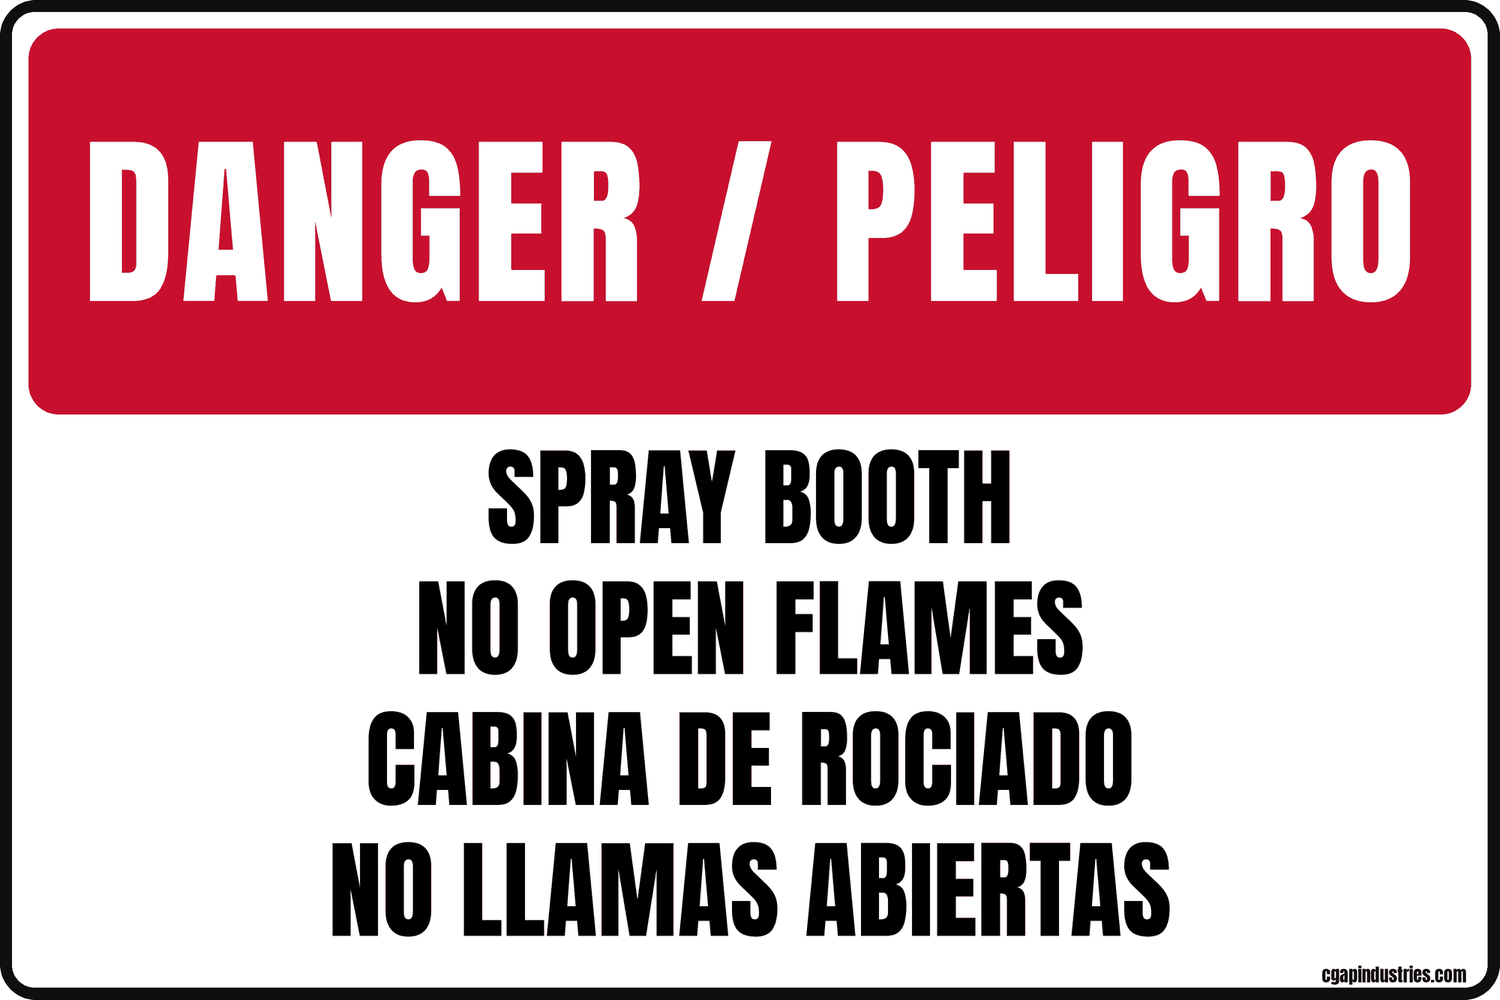 DANGER / PELIGRO
SPRAY BOOTH
NO OPEN FLAMES
CABINA DE ROCIADO
NO LLAMAS ABIERTAS
cgapindustries.com